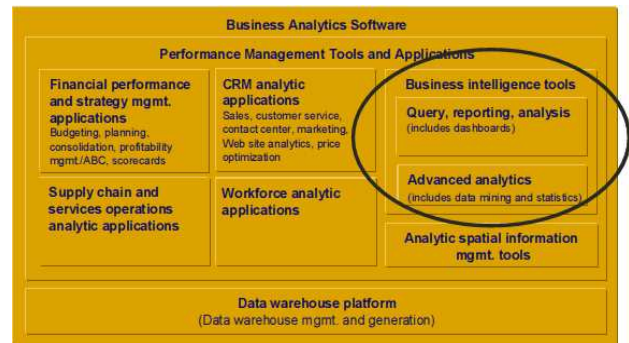 Business Analytics Software
Performance Management Tools and Applications
Financial performance
and strategy mgmt.
applications
Budgeting, planning,
consolidation, profitability
mgmt./ABC, scorecards
CRM analytic
applications
Sales, customer service,
contact center, marketing,
Web site analytics, price
optimization
Business intelligence tools
Query, reporting, analysis
(includes dashboards)
Advanced analytics
(includes data mining and statistics)
Supply chain and
services operations
analytic applications
Workforce analytic
applications
Analytic spatial information
mgmt. tools
Data warehouse platform
(Data warehouse mgmt. and generation)